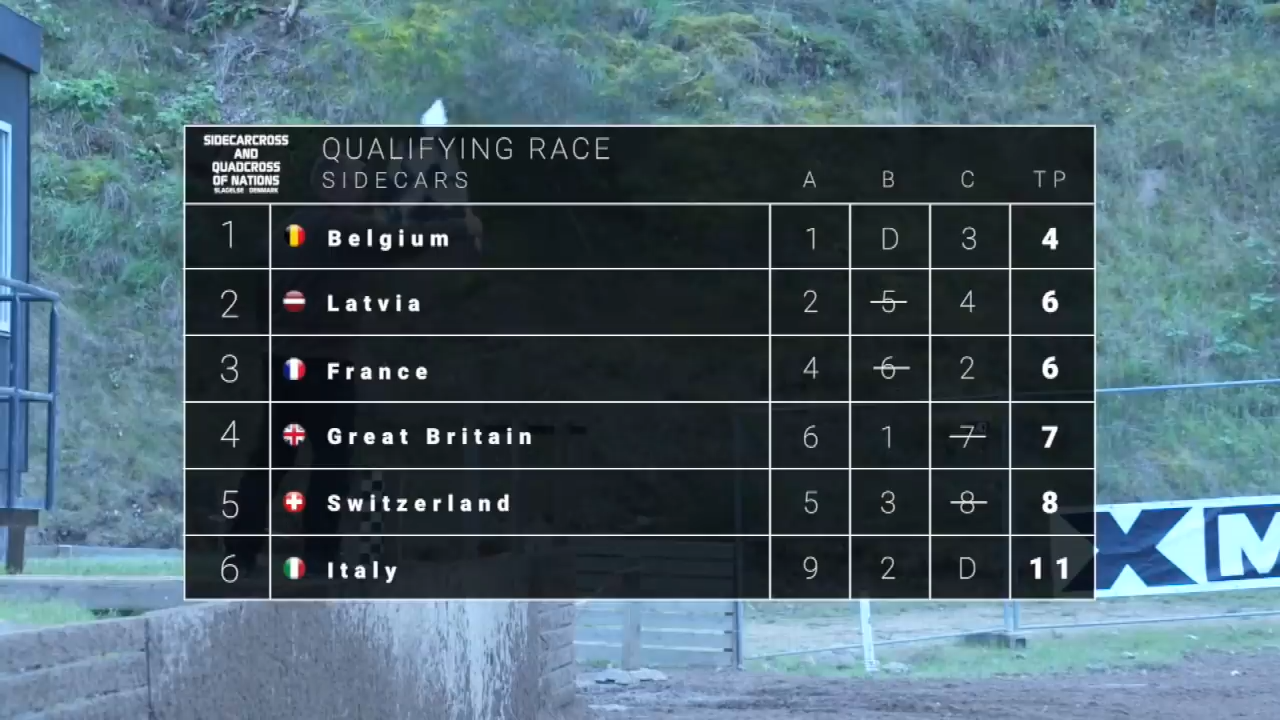 SIDECARCROSS
AND
QUADCROSS
OF NATIONS
SLAGELSE DENMARK
QUALIFYING RACE
SIDECARS
A B C TP
1 Belgium 1 D 3 4
2 Latvia 2 5 4 6
3 France 4 6 2 6
4 Great Britain 6 1 7 7
5 Switzerland 5 3 8 8
6 Italy 9 2 D 11
X M